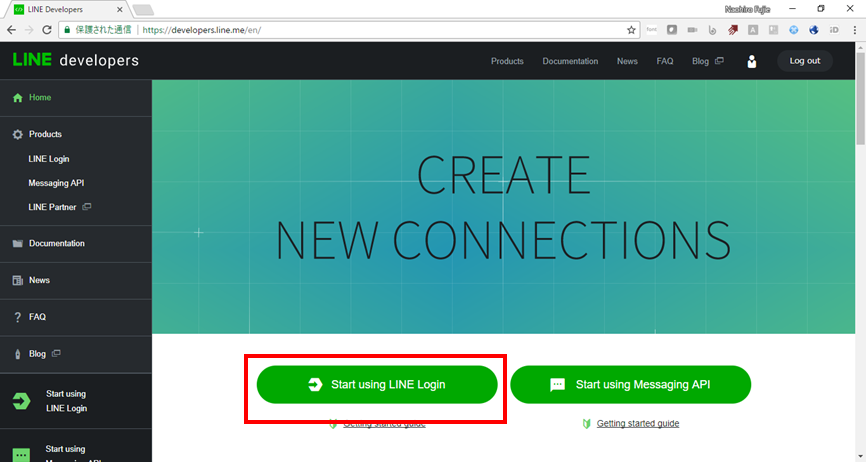 LINE Developers
Naohiro Fujie
保護された通信 | https://developers.line.me/en/
LINE developers
Products
Documentation
News
FAQ
Blog
Log out
Home
Products
LINE Login
Messaging API
LINE Partner
Documentation
News
FAQ
Blog
Start using
LINE Login
Start using
Messaging API
CREATE
NEW CONNECTIONS
Start using LINE Login
Start using Messaging API
Getting started guide
Getting started guide